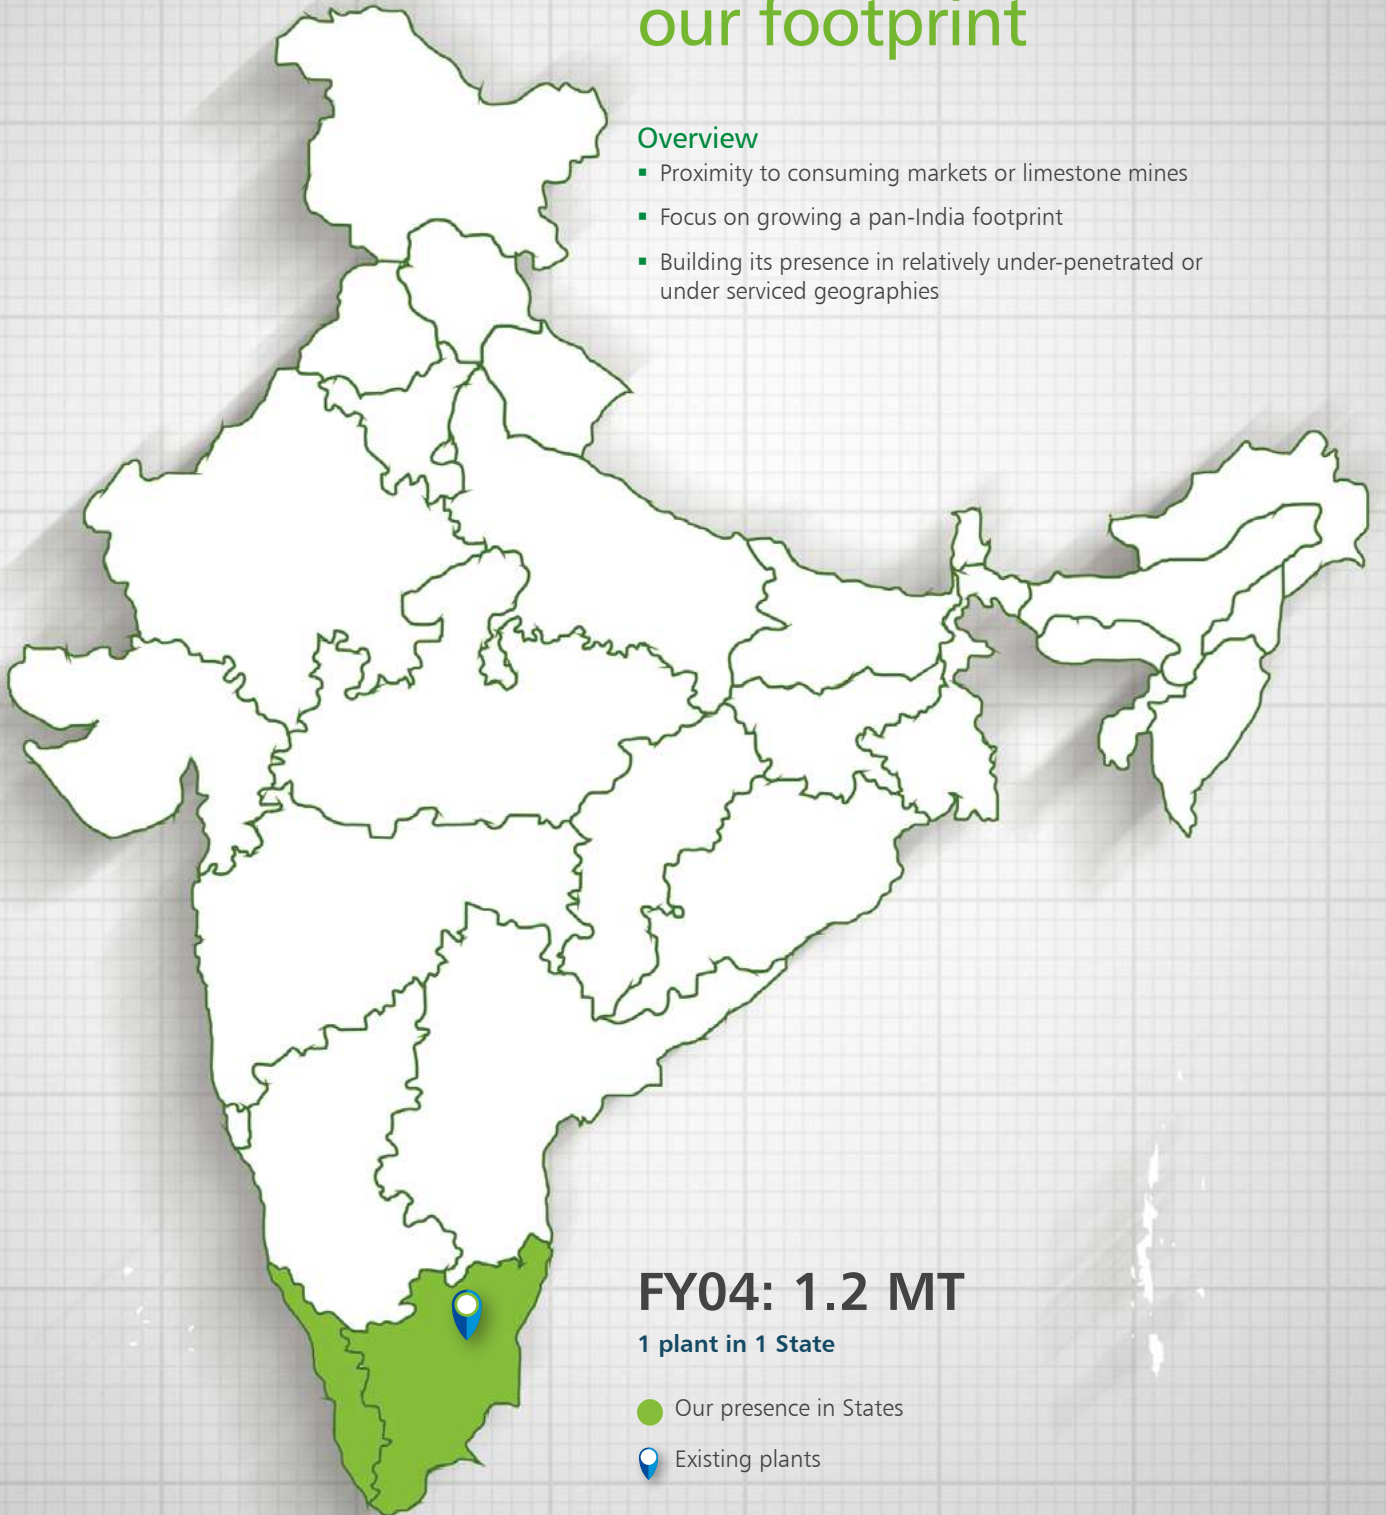 our footprint
Overview
▪ Proximity to consuming markets or limestone mines
▪ Focus on growing a pan-India footprint
▪ Building its presence in relatively under-penetrated or
under serviced geographies
FY04: 1.2 MT
1 plant in 1 State
Our presence in States
Existing plants